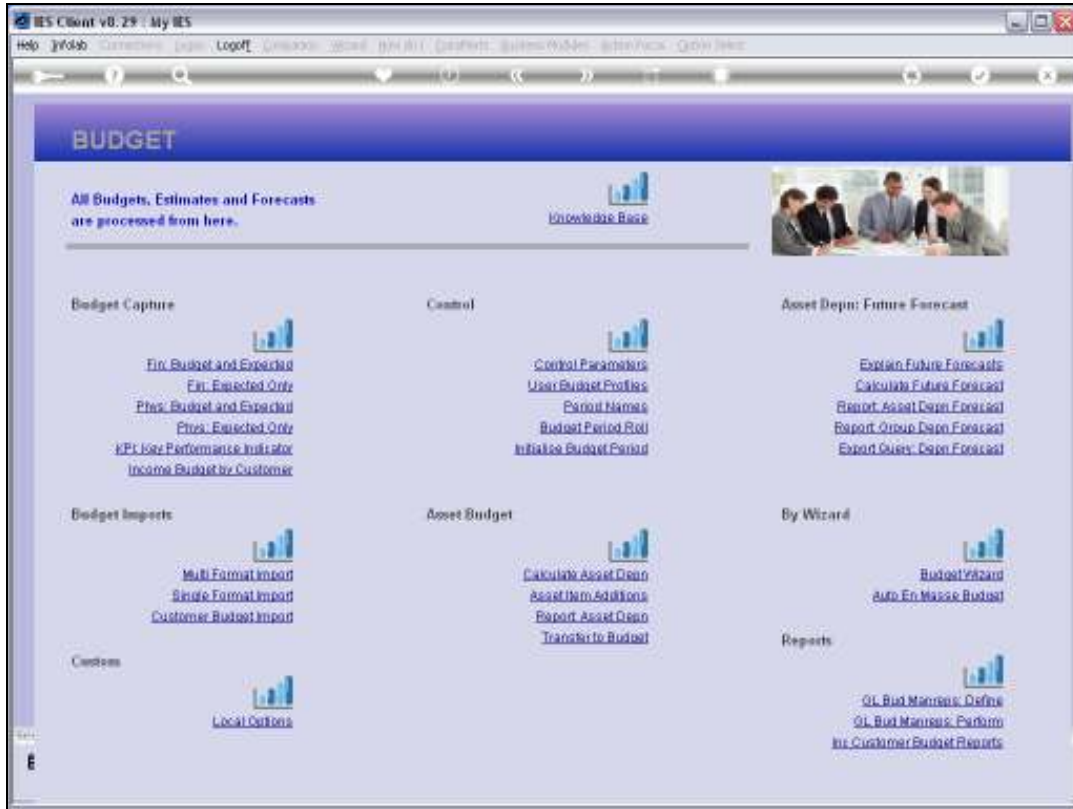 IES Client v8.29 : My IES
Help Infolab Logoff
BUDGET
All Budgets, Estimates and Forecasts
are processed from here.
Knowledge Base
Budget Capture
Fin: Budget and Expected
Fin: Expected Only
Phys: Budget and Expected
Phys: Expected Only
KPI: Key Performance Indicator
Income Budget by Customer
Control
Control Parameters
User Budget Profiles
Period Names
Budget Period Roll
Initialise Budget Period
Asset Depn: Future Forecast
Explain Future Forecasts
Calculate Future Forecast
Report: Asset Depn Forecast
Report: Group Depn Forecast
Export Query: Depn Forecast
Budget Imports
Multi Format Import
Single Format Import
Customer Budget Import
Asset Budget
Calculate Asset Depn
Asset Item Additions
Report Asset Depn
Transfer to Budget
By Wizard
Budget Wizard
Auto En Masse Budget
Custom
Local Options
Reports
GL Bud Manreps: Define
GL Bud Manreps: Perform
Inc Customer Budget Reports